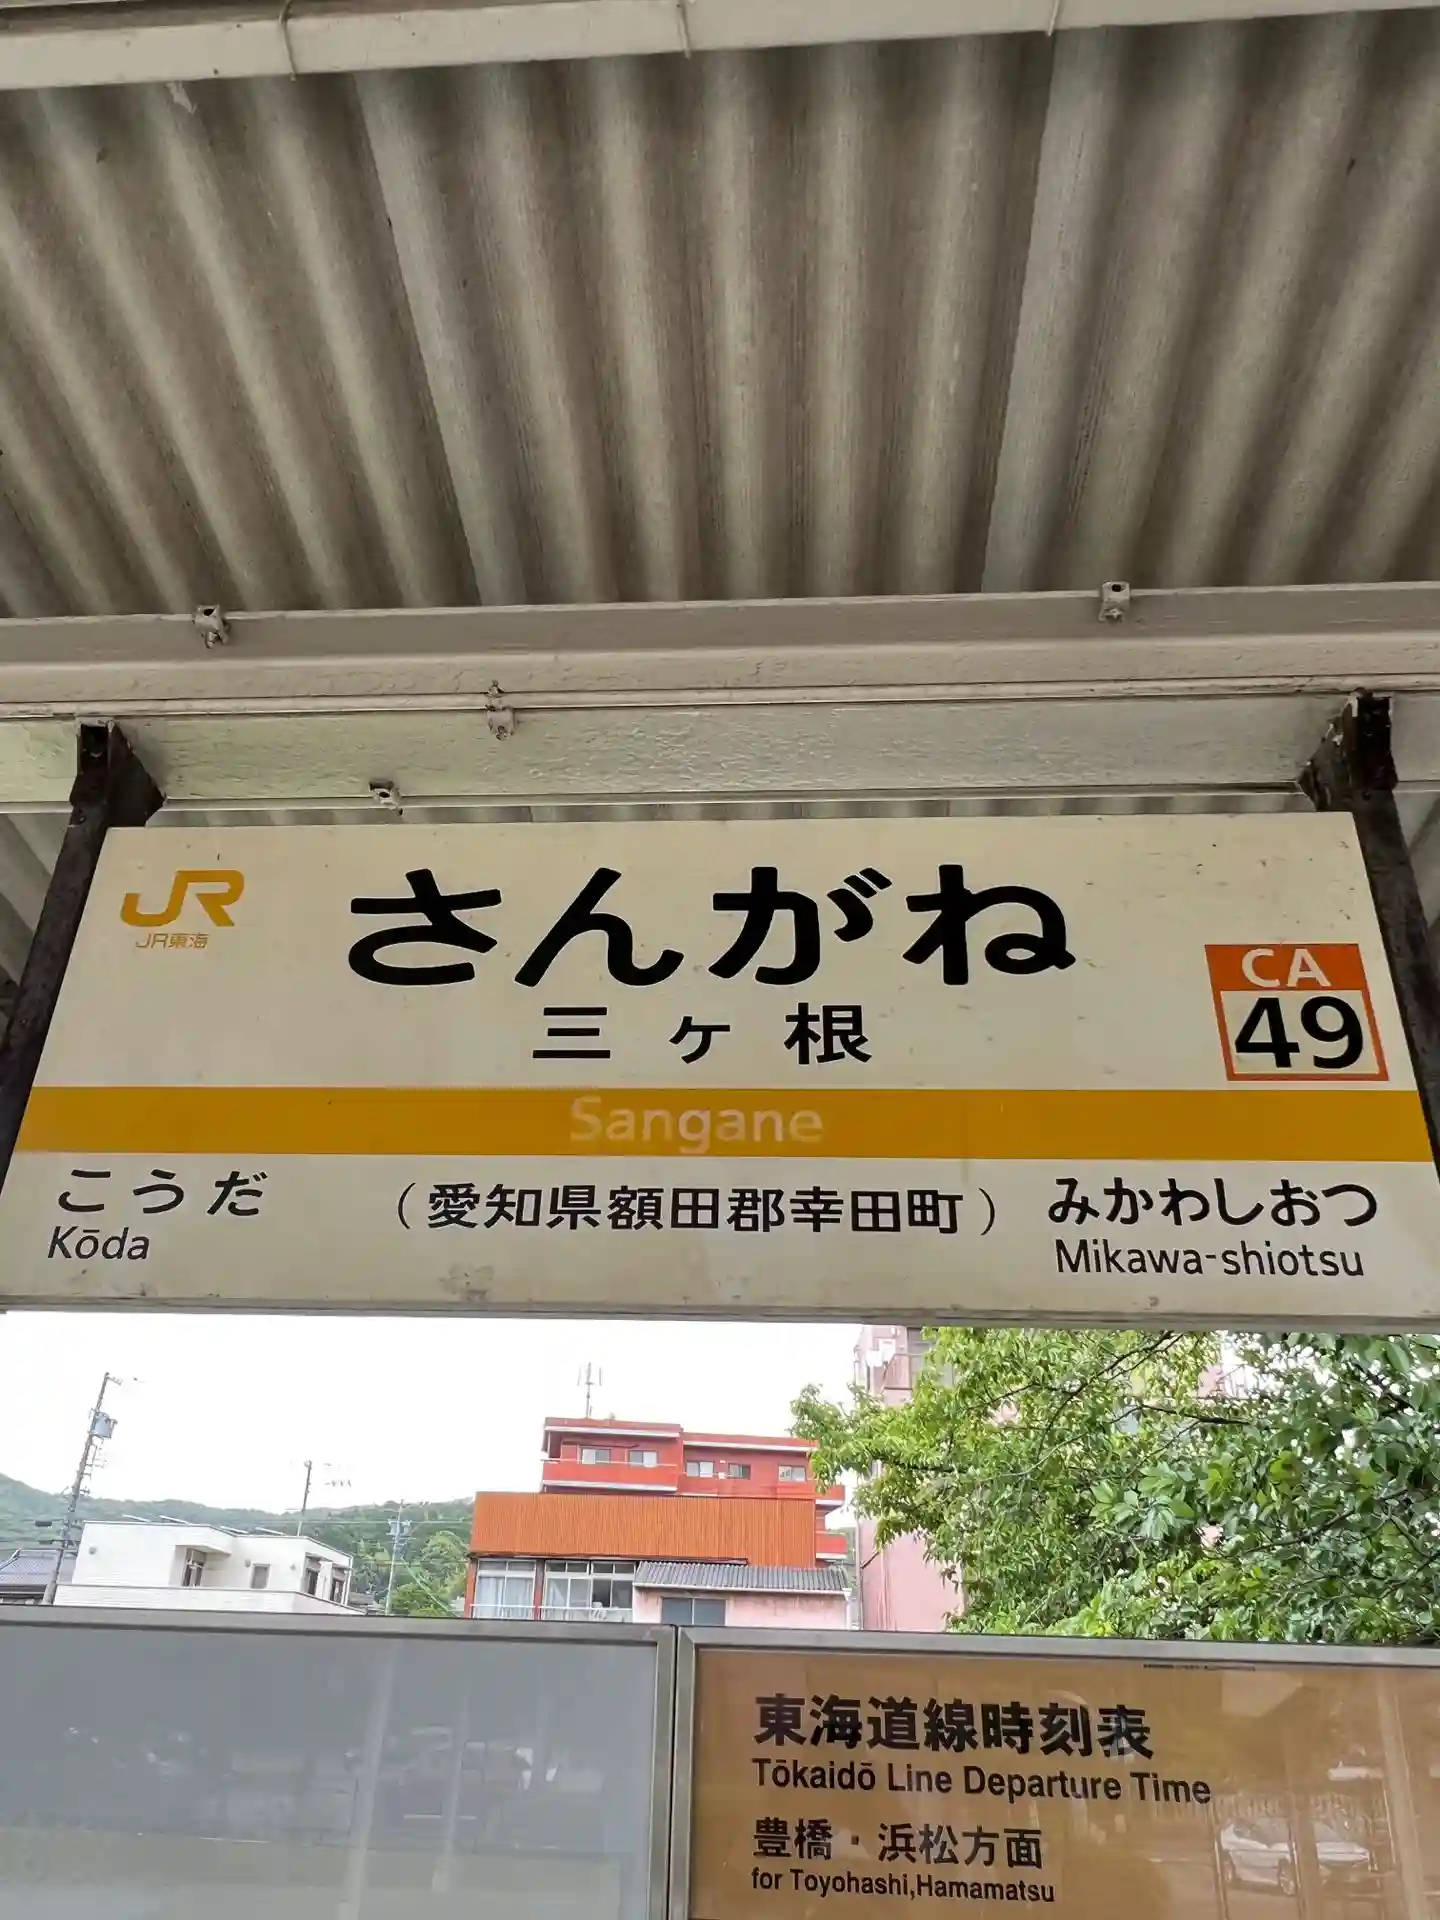 JR
JR東海
さんがね
三ヶ根
CA
49
Sangane
こうだ
Kōda
(愛知県額田郡幸田町)
みかわしおつ
Mikawa-shiotsu
東海道線時刻表
Tōkaidō Line Departure Time
豊橋・浜松方面
for Toyohashi,Hamamatsu